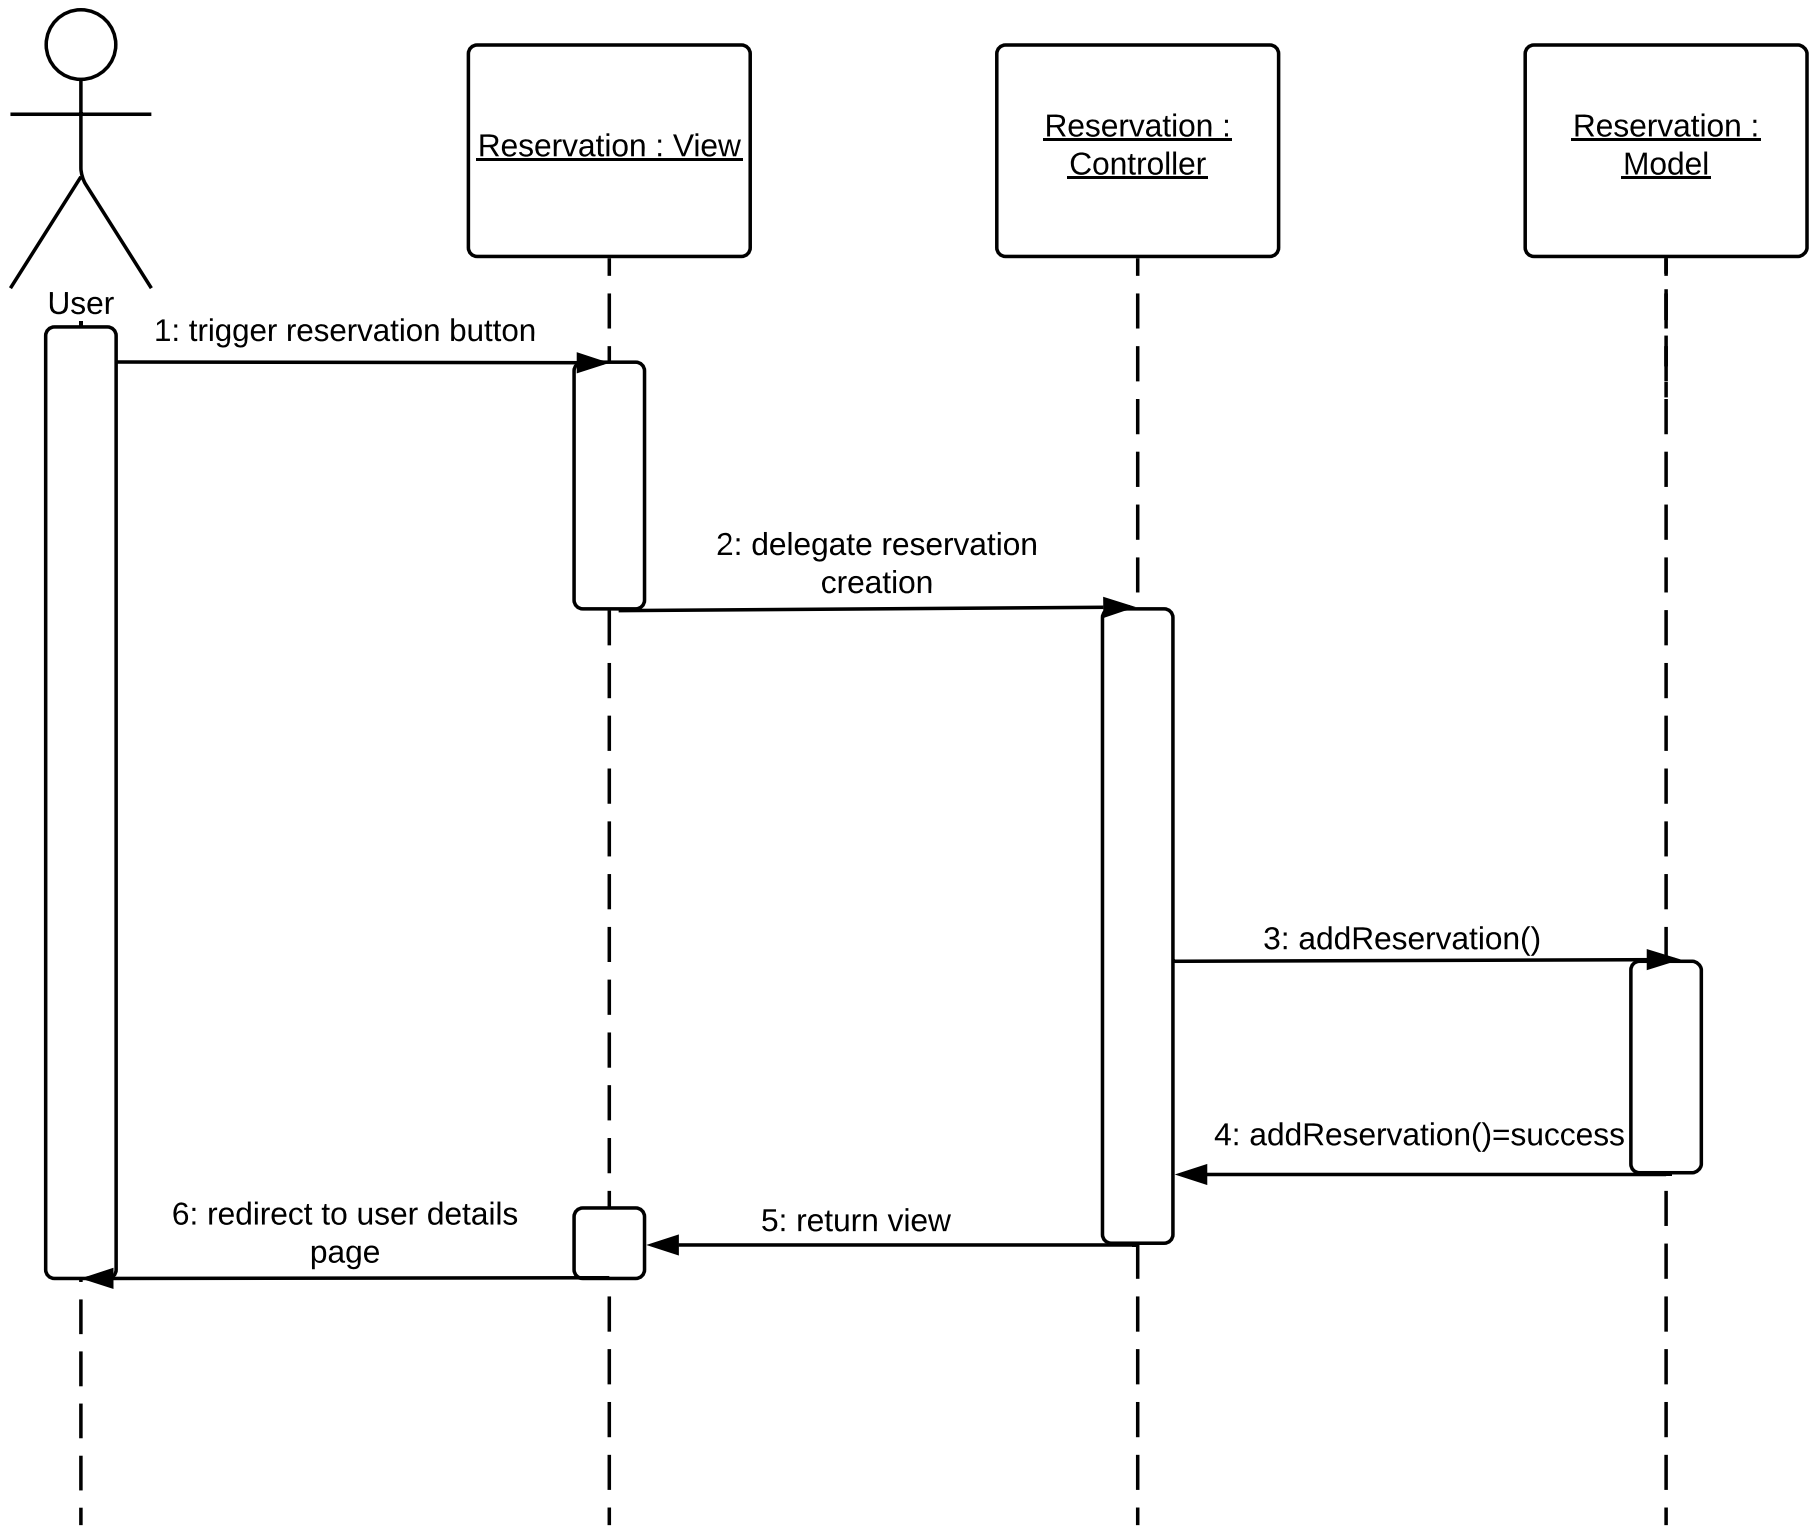 Reservation : View
Reservation :
Controller
Reservation :
Model
User
1: trigger reservation button
2: delegate reservation
creation
3: addReservation()
4: addReservation()=success
5: return view
6: redirect to user details
page